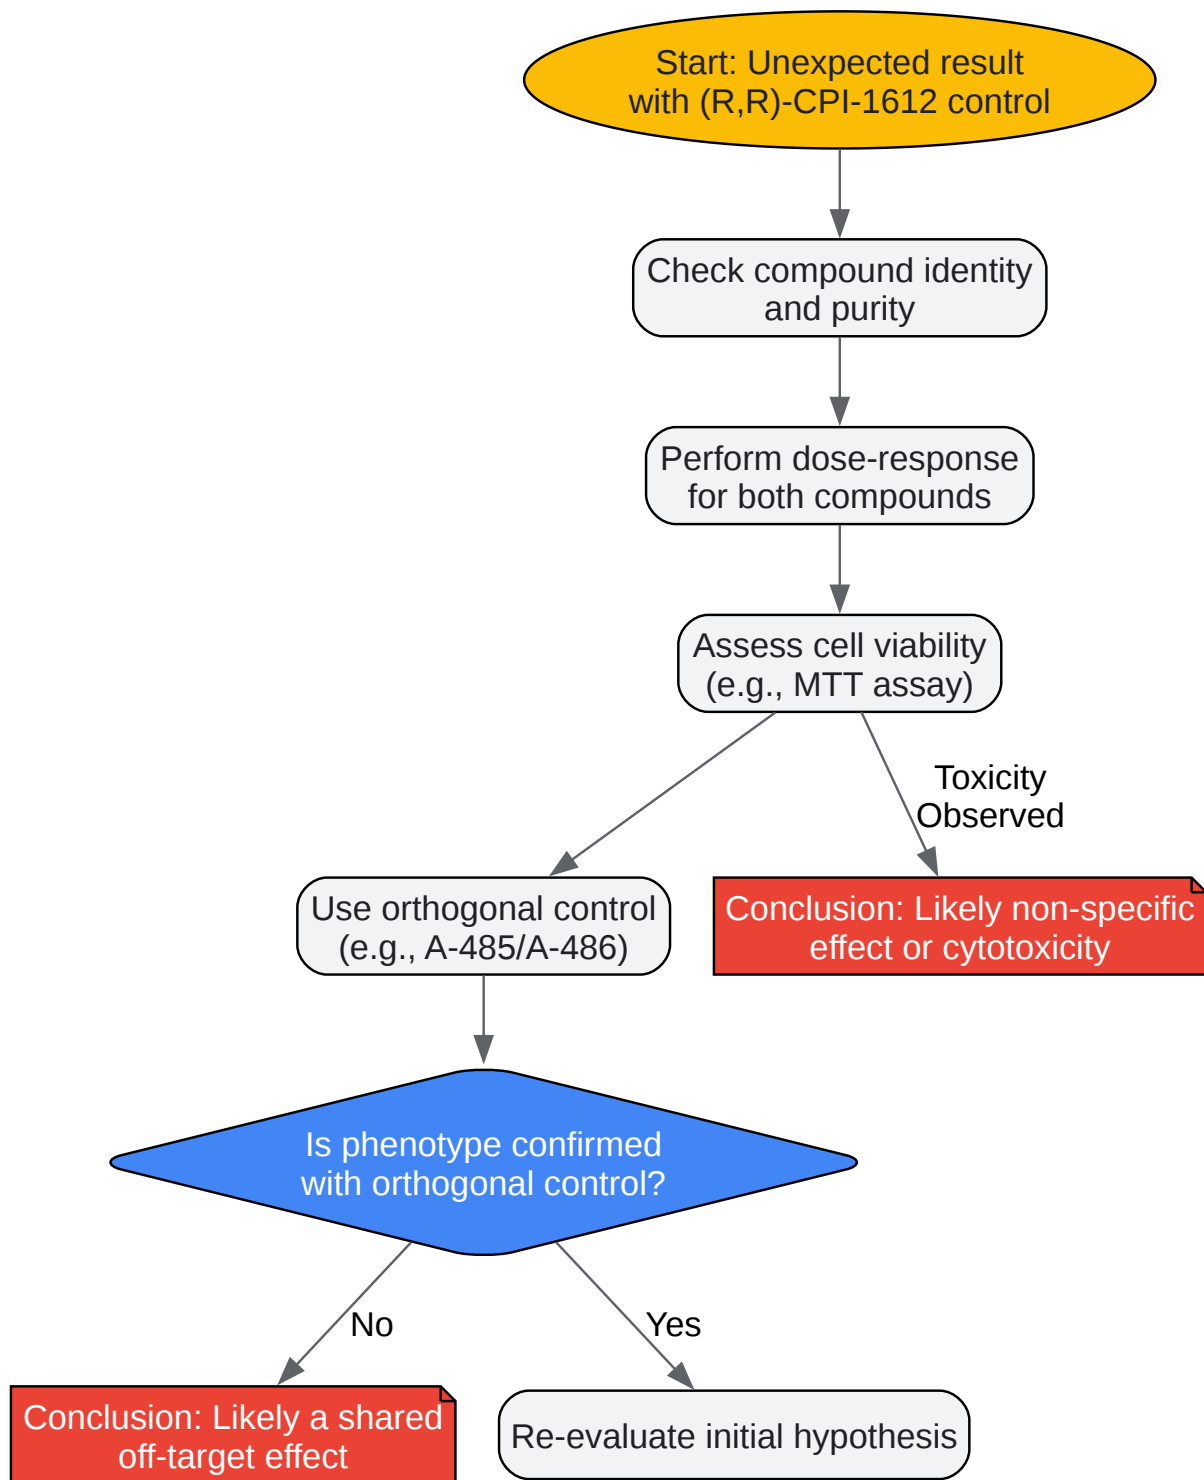 Start: Unexpected result
with (R,R)-CPI-1612 control
Check compound identity
and purity
Perform dose-response
for both compounds
Assess cell viability
(e.g., MTT assay)
Toxicity
Observed
Use orthogonal control
(e.g., A-485/A-486)
Conclusion: Likely non-specific
effect or cytotoxicity
Is phenotype confirmed
with orthogonal control?
No
Yes
Conclusion: Likely a shared
off-target effect
Re-evaluate initial hypothesis